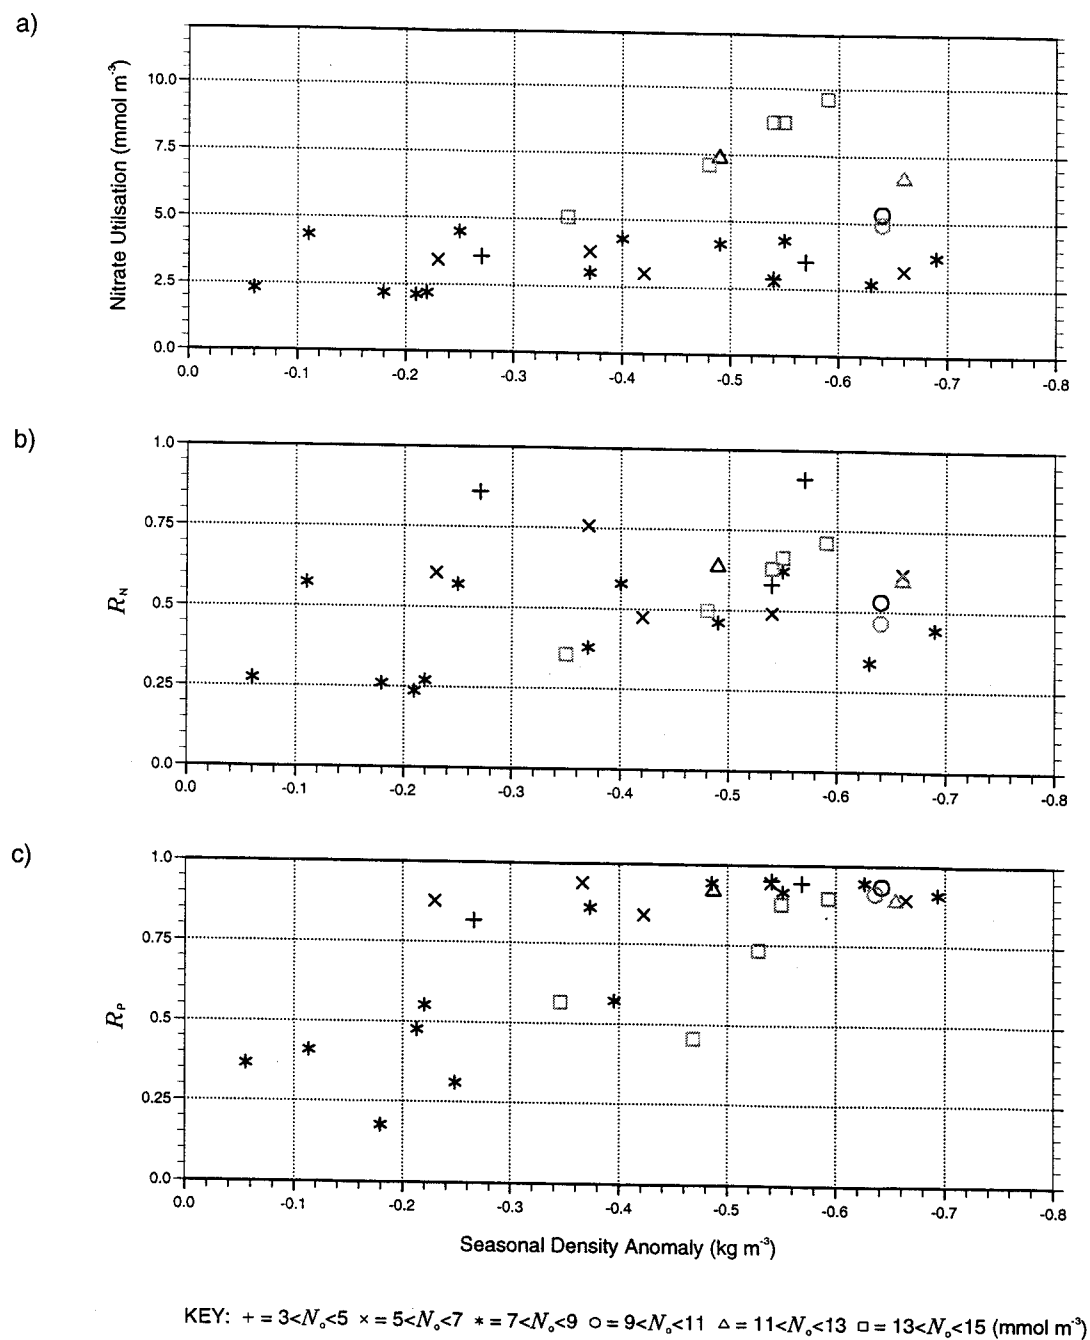 a)
Nitrate Utilsation (mmol m⁻³)
10.0
7.5
5.0
2.5
0.0
0.0 -0.1 -0.2 -0.3 -0.4 -0.5 -0.6 -0.7 -0.8
b)
R_N
1.0
0.75
0.5
0.25
0.0
0.0 -0.1 -0.2 -0.3 -0.4 -0.5 -0.6 -0.7 -0.8
c)
R_P
1.0
0.75
0.5
0.25
0.0
0.0 -0.1 -0.2 -0.3 -0.4 -0.5 -0.6 -0.7 -0.8
Seasonal Density Anomaly (kg m⁻³)
KEY: + = 3<N₀<5 × = 5<N₀<7 * = 7<N₀<9 ○ = 9<N₀<11 △ = 11<N₀<13 □ = 13<N₀<15 (mmol m⁻³)